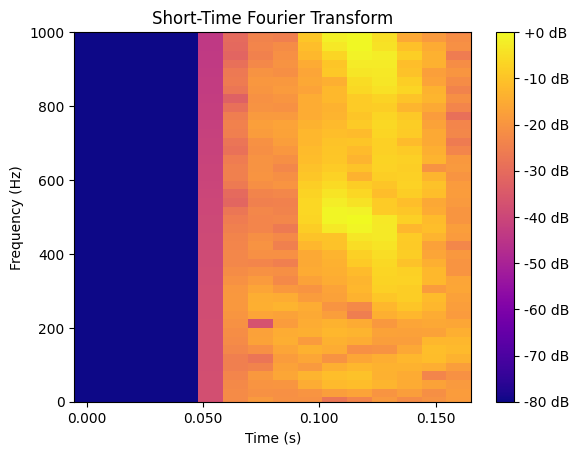 Short-Time Fourier Transform
Frequency (Hz)
1000
800
600
400
200
0
0.000
0.050
0.100
0.150
Time (s)
+0 dB
-10 dB
-20 dB
-30 dB
-40 dB
-50 dB
-60 dB
-70 dB
-80 dB